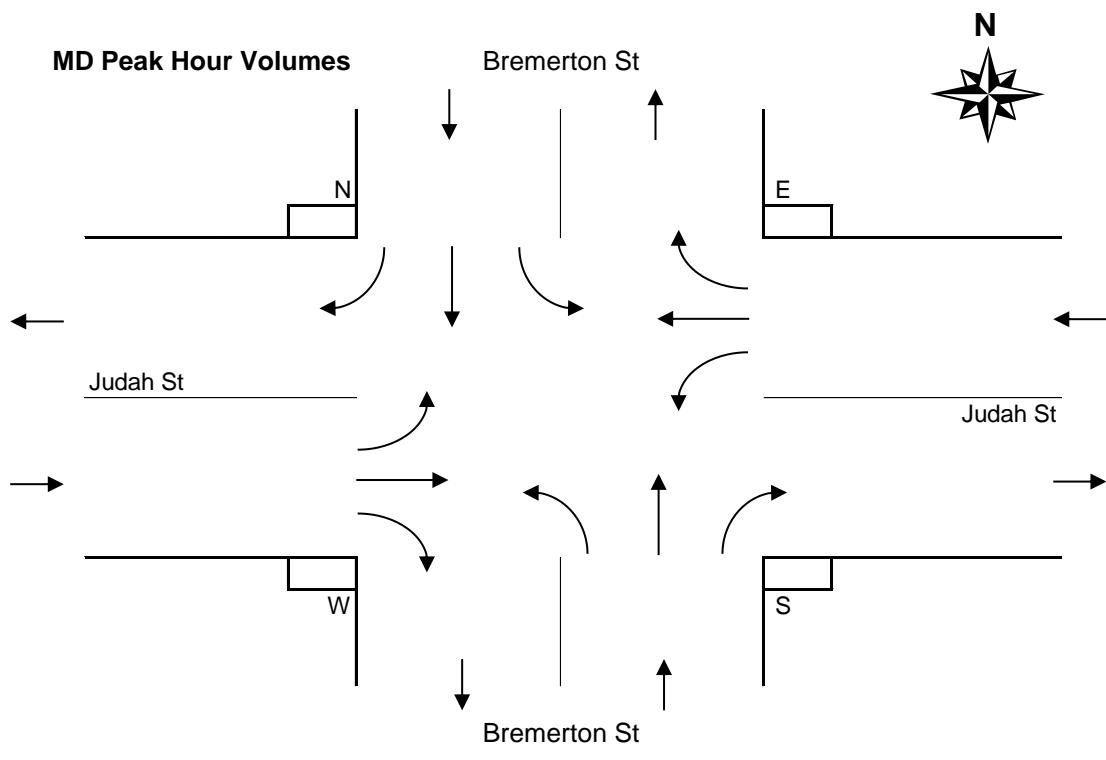 N
MD Peak Hour Volumes
Bremerton St
N
E
Judah St
Judah St
W
S
Bremerton St